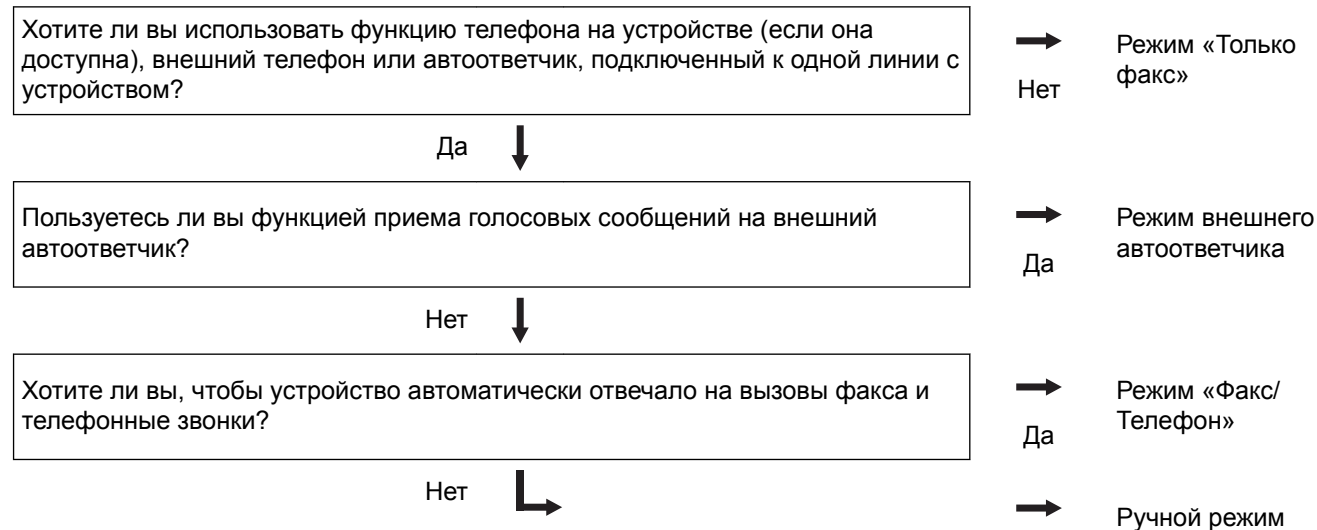 Хотите ли вы использовать функцию телефона на устройстве (если она
доступна), внешний телефон или автоответчик, подключенный к одной линии с
устройством?
Нет
Режим «Только
факс»
Да
Пользуетесь ли вы функцией приема голосовых сообщений на внешний
автоответчик?
Да
Режим внешнего
автоответчика
Нет
Хотите ли вы, чтобы устройство автоматически отвечало на вызовы факса и
телефонные звонки?
Да
Режим «Факс/
Телефон»
Нет
Ручной режим